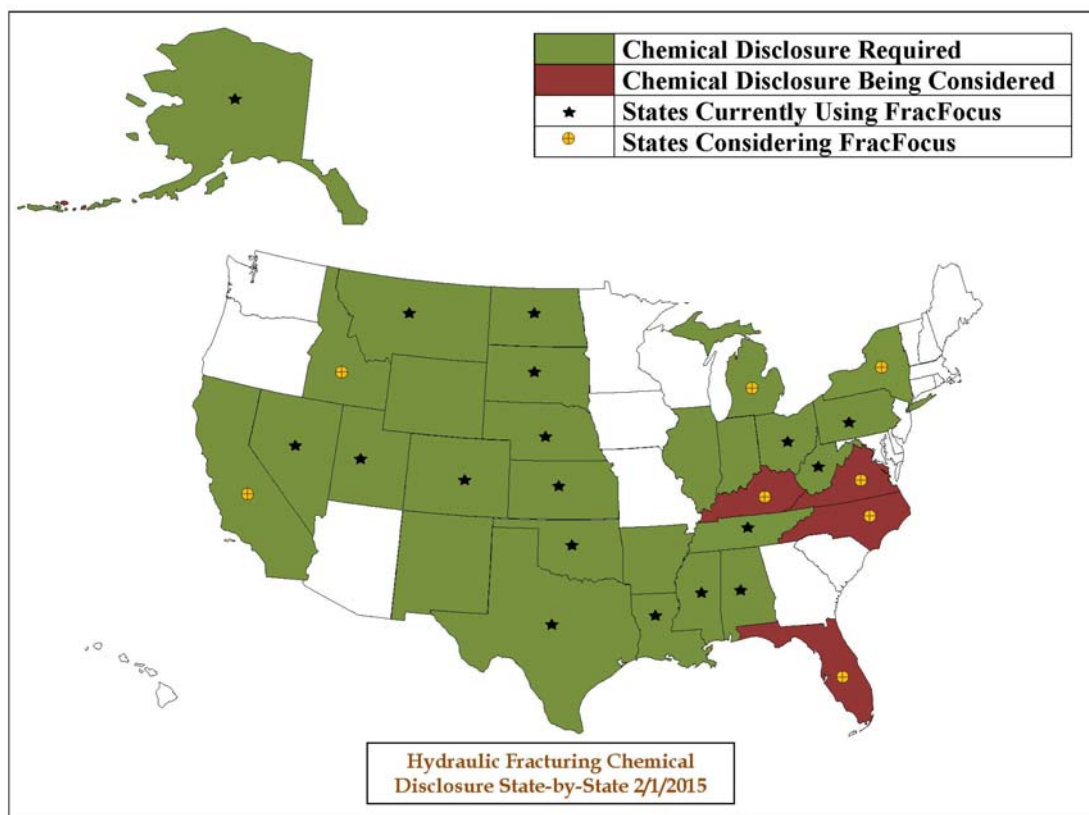 Chemical Disclosure Required
Chemical Disclosure Being Considered
States Currently Using FracFocus
States Considering FracFocus
Hydraulic Fracturing Chemical
Disclosure State-by-State 2/1/2015